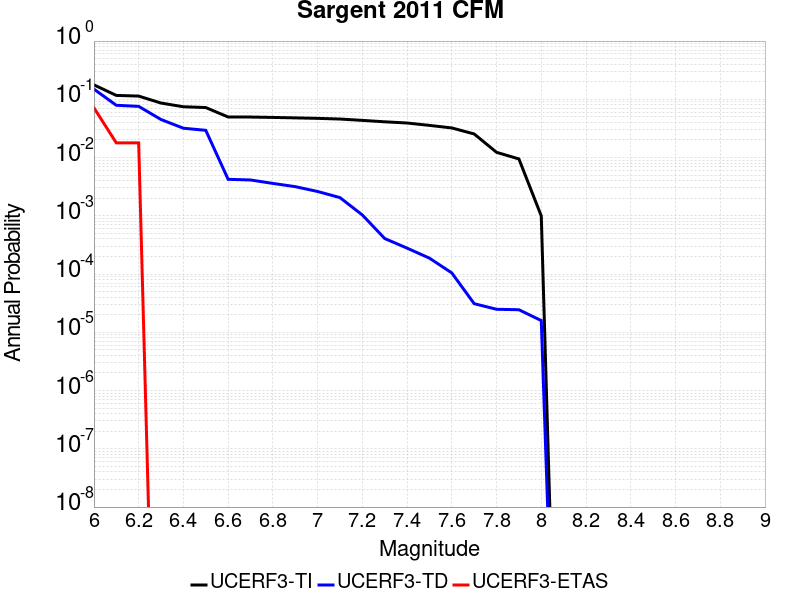 Sargent 2011 CFM
10^0
10^-1
10^-2
10^-3
10^-4
10^-5
10^-6
10^-7
10^-8
Annual Probability
6 6.2 6.4 6.6 6.8 7 7.2 7.4 7.6 7.8 8 8.2 8.4 8.6 8.8 9
Magnitude
UCERF3-TI UCERF3-TD UCERF3-ETAS